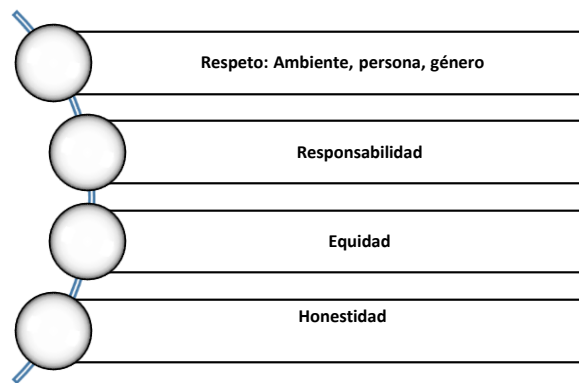 Respeto: Ambiente, persona, género
Responsabilidad
Equidad
Honestidad